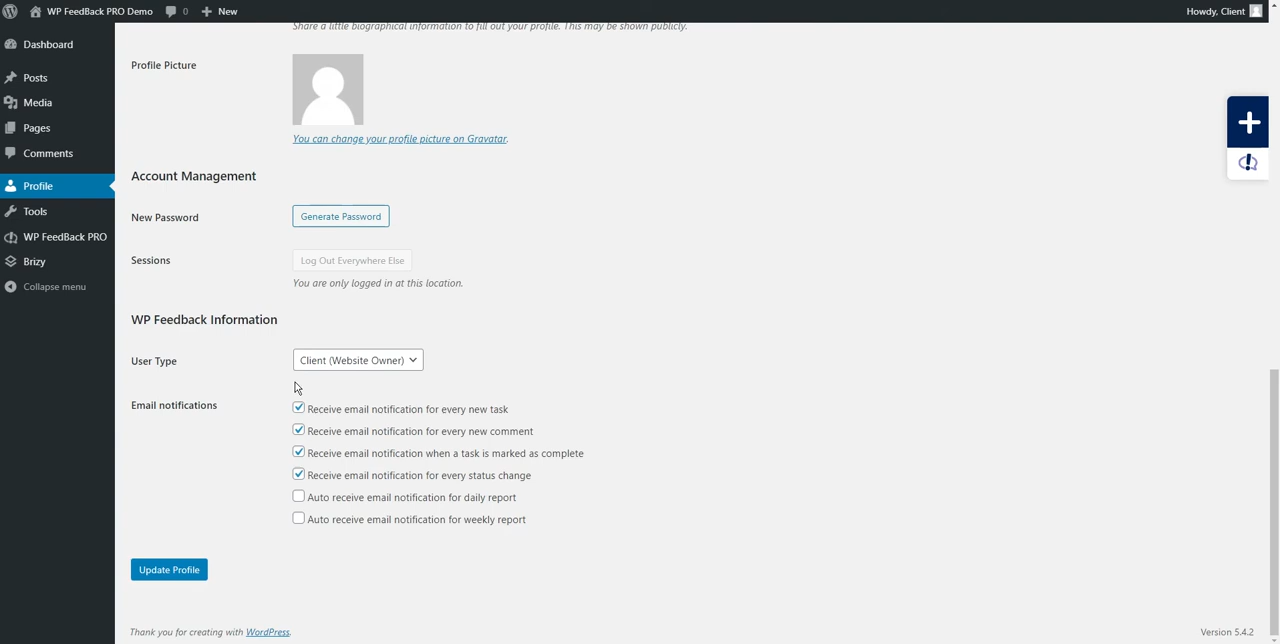 WP FeedBack PRO Demo 0 New Howdy, Client
Share a little biographical information to fill out your profile. This may be shown publicly.
Dashboard
Posts
Media
Pages
Comments
Profile
Tools
WP FeedBack PRO
Brizy
Collapse menu
Profile Picture
You can change your profile picture on Gravatar.
Account Management
New Password Generate Password
Sessions Log Out Everywhere Else
You are only logged in at this location.
WP Feedback Information
User Type Client (Website Owner)
Email notifications
Receive email notification for every new task
Receive email notification for every new comment
Receive email notification when a task is marked as complete
Receive email notification for every status change
Auto receive email notification for daily report
Auto receive email notification for weekly report
Update Profile
Thank you for creating with WordPress. Version 5.4.2